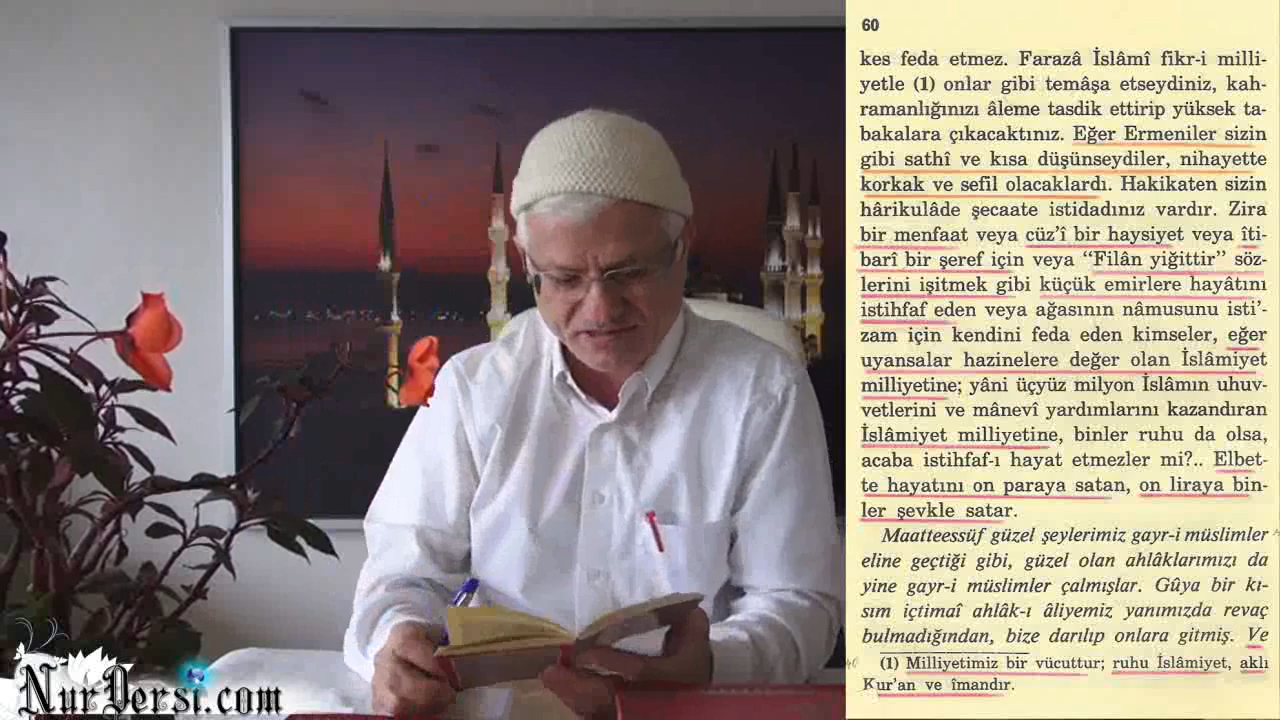 60
kes feda etmez. Farazâ İslâmî fikr-i milli-
yetle (1) onlar gibi temâşa etseydiniz, kah-
ramanlığınızı âleme tasdik ettirip yüksek ta-
bakalara çıkacaktınız. Eğer Ermeniler sizin
gibi sathî ve kısa düşünseydiler, nihayette
korkak ve sefil olacaklardı. Hakikaten sizin
hârikulâde şecaate istidadınız vardır. Zira
bir menfaat veya cüz'î bir haysiyet veya îti-
barî bir şeref için veya “Filân yiğittir” söz-
lerini işitmek gibi küçük emirlere hayâtını
istihfaf eden veya ağasının nâmusunu isti'-
zam için kendini feda eden kimseler, eğer
uyansalar hazinelere değer olan İslâmiyet
milliyetine; yâni üçyüz milyon İslâmın uhuv-
vetlerini ve mânevî yardımlarını kazandıran
İslâmiyet milliyetine, binler ruhu da olsa,
acaba istihfaf-ı hayat etmezler mi?.. Elbet-
te hayatını on paraya satan, on liraya bin-
ler şevkle satar.
Maatteessüf güzel şeylerimiz gayr-i müslimler
eline geçtiği gibi, güzel olan ahlâklarımızı da
yine gayr-i müslimler çalmışlar. Gûya bir kı-
sım içtimaî ahlâk-ı âliyemiz yanımızda revaç
bulmadığından, bize darılıp onlara gitmiş. Ve
(1) Milliyetimiz bir vücuttur; ruhu İslâmiyet, aklı
Kur'an ve îmandır.
NurDersi.com